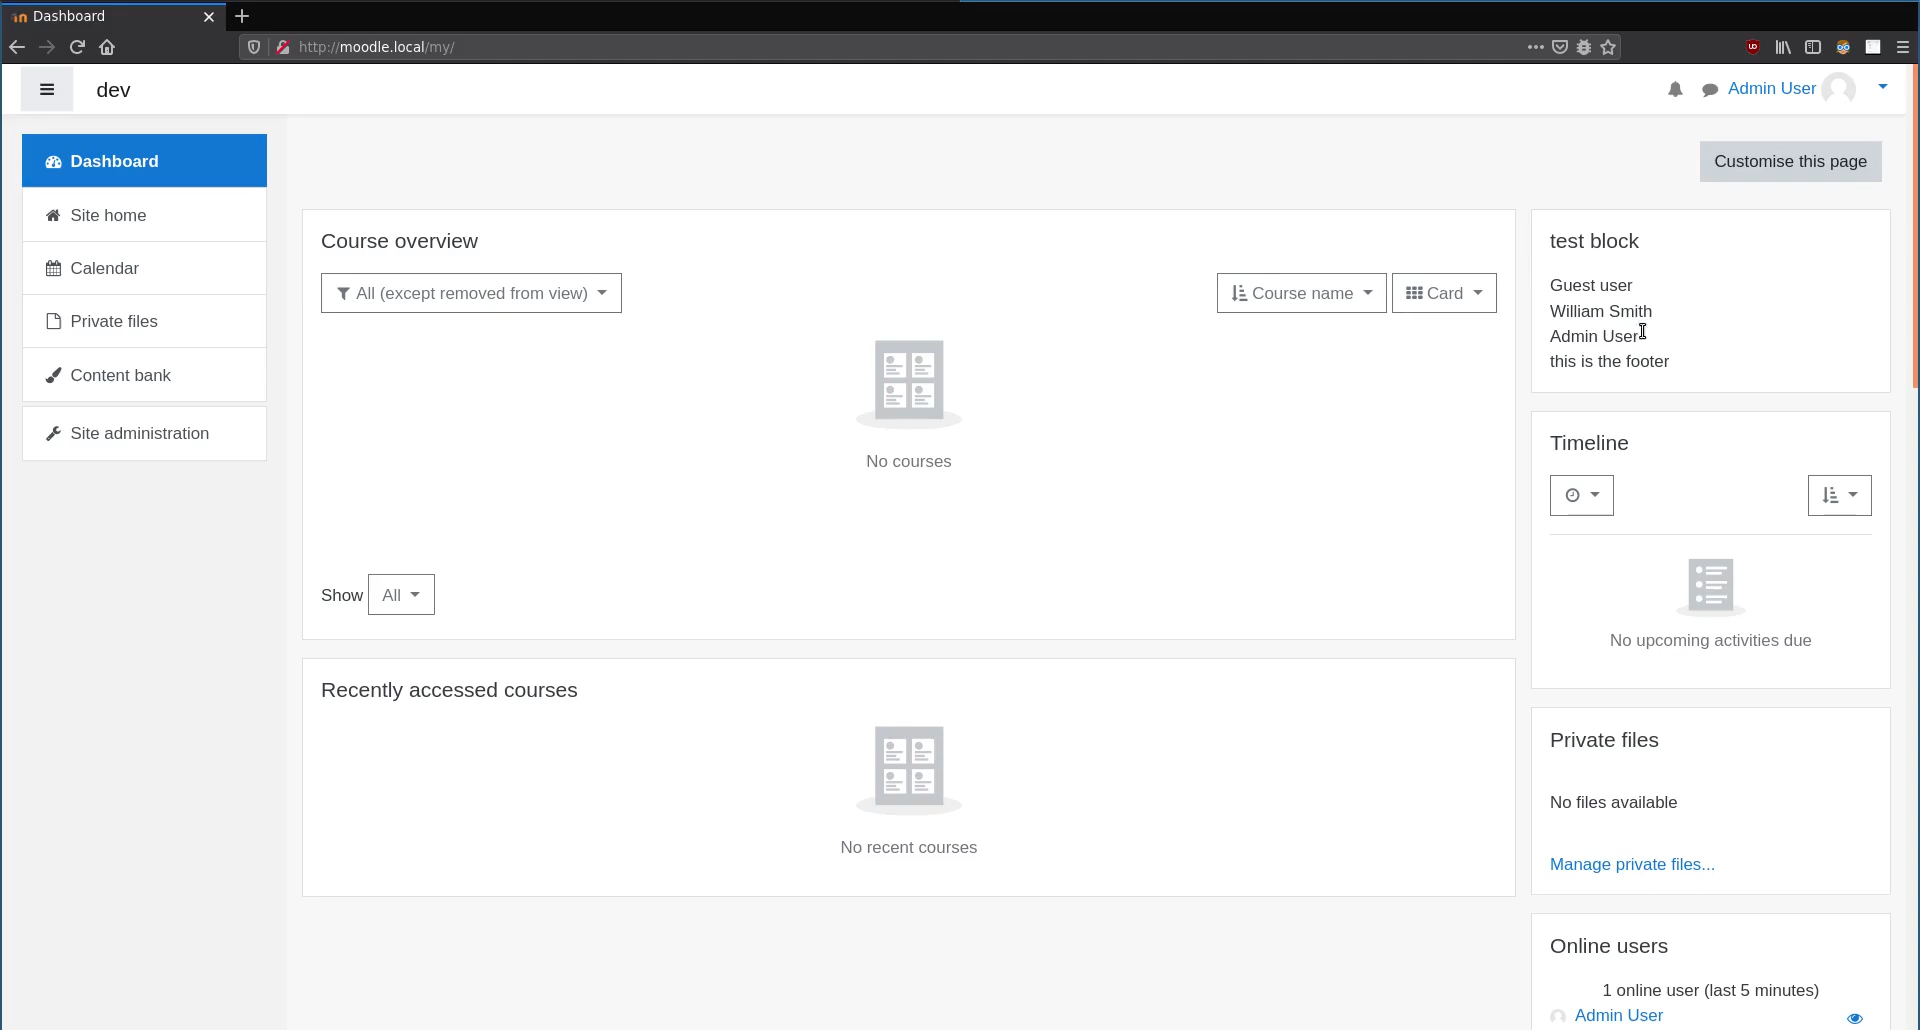 Dashboard
http://moodle.local/my/
dev
Admin User
Dashboard
Site home
Calendar
Private files
Content bank
Site administration
Customise this page
Course overview
All (except removed from view)
Course name
Card
No courses
Show
All
Recently accessed courses
No recent courses
test block
Guest user
William Smith
Admin User
this is the footer
Timeline
No upcoming activities due
Private files
No files available
Manage private files...
Online users
1 online user (last 5 minutes)
Admin User